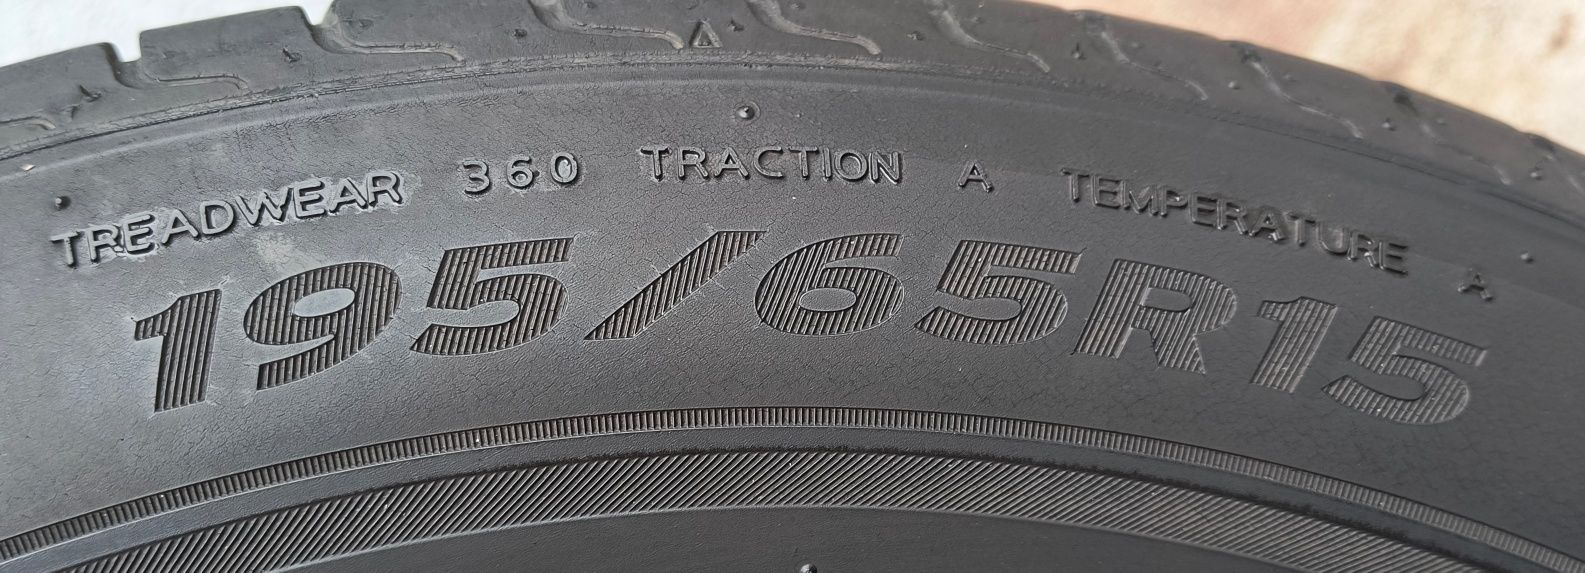 TREADWEAR 360 TRACTION A TEMPERATURE A
195/65R15